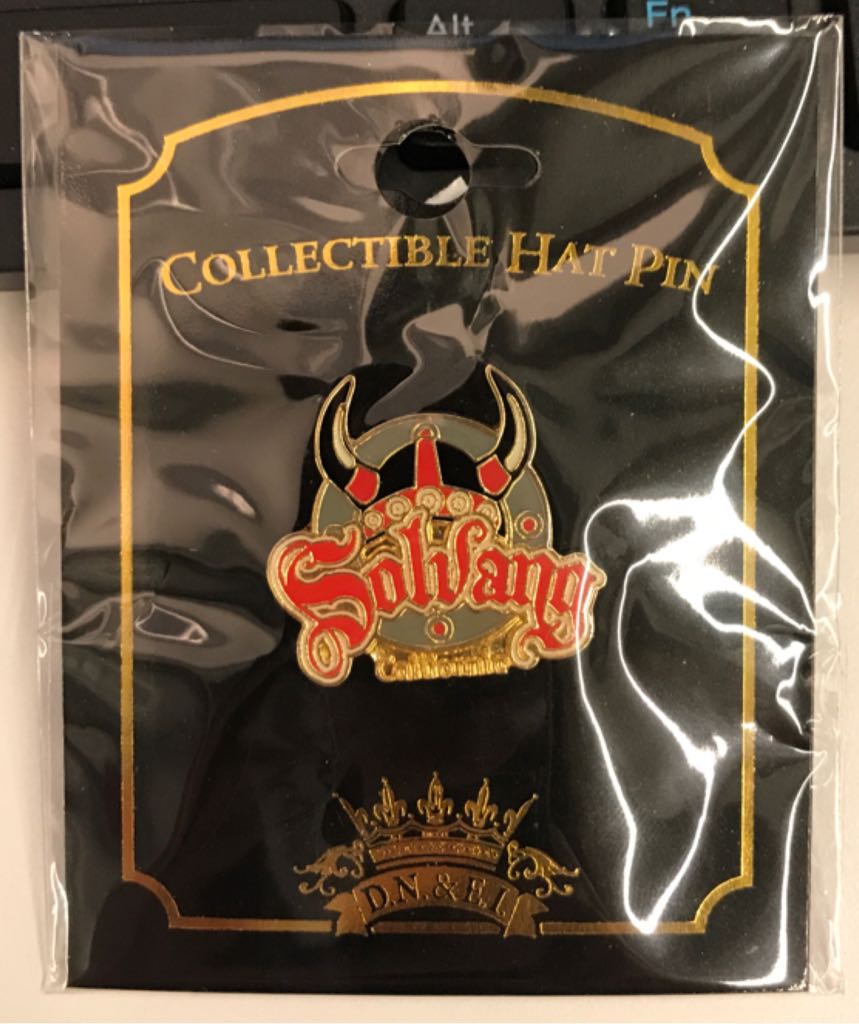 Alt Fn
COLLECTIBLE HAT PIN
Solvang
California
D.N. & E.I.